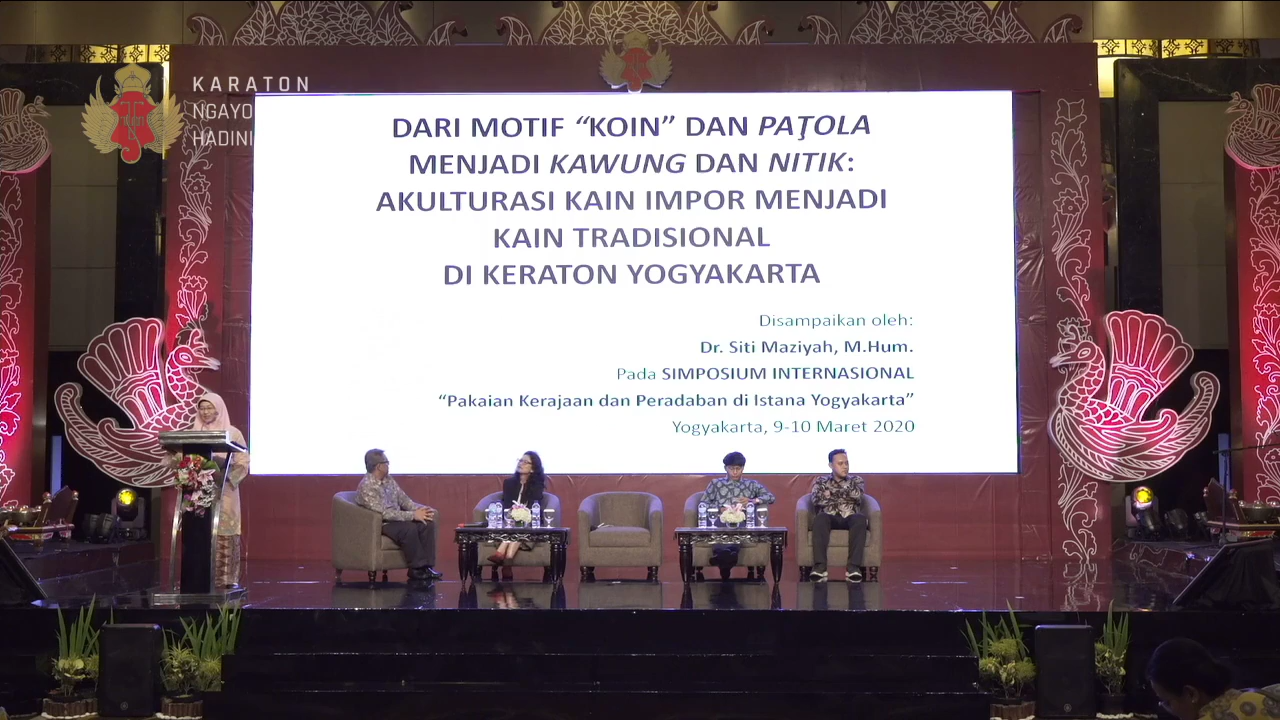 KARATON
NGAYO
HADINI
DARI MOTIF “KOIN” DAN PAŢOLA
MENJADI KAWUNG DAN NITIK:
AKULTURASI KAIN IMPOR MENJADI
KAIN TRADISIONAL
DI KERATON YOGYAKARTA
Disampaikan oleh:
Dr. Siti Maziyah, M.Hum.
Pada SIMPOSIUM INTERNASIONAL
“Pakaian Kerajaan dan Peradaban di Istana Yogyakarta”
Yogyakarta, 9-10 Maret 2020